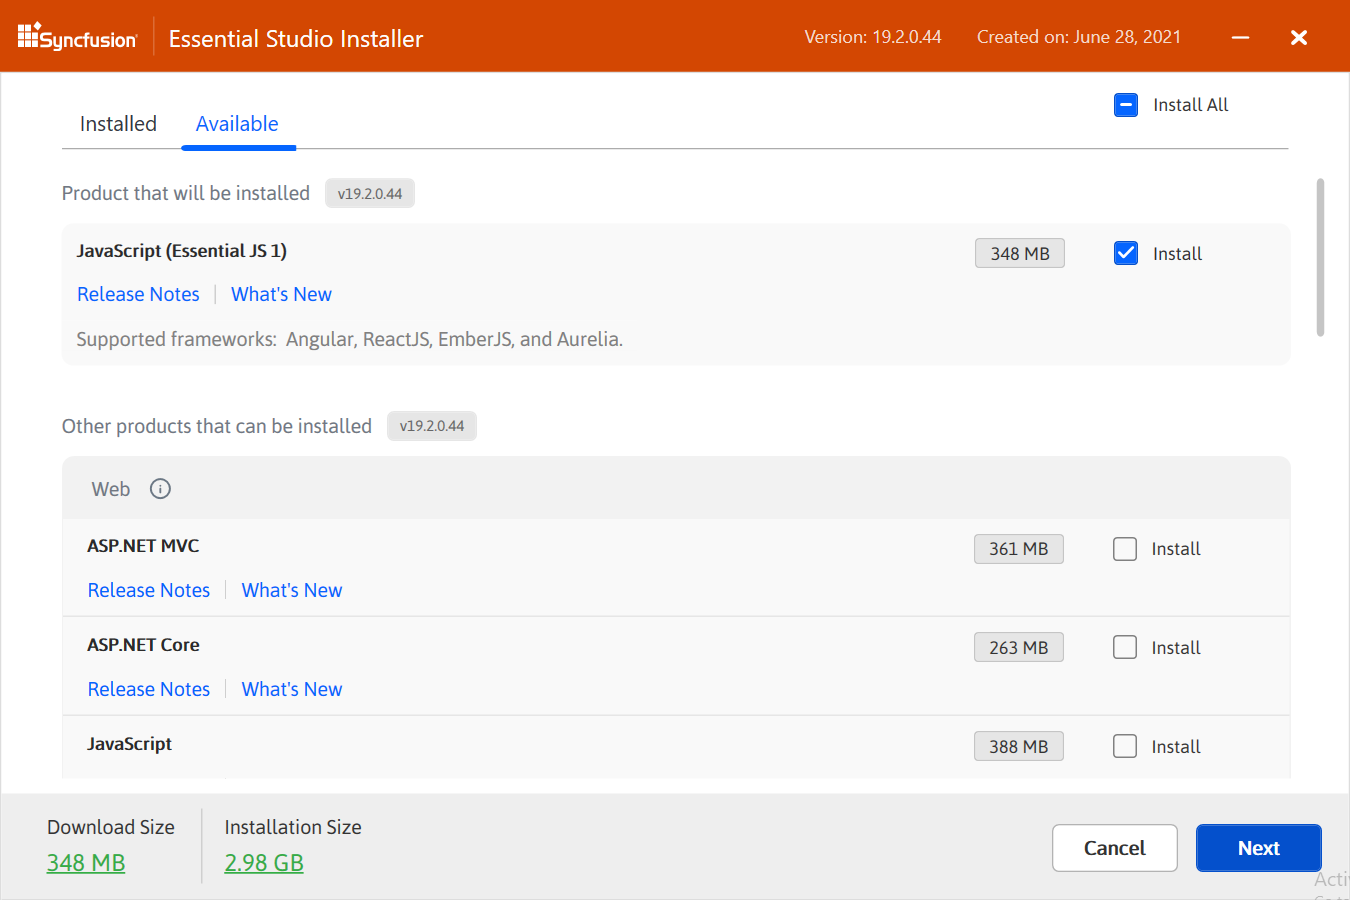 Syncfusion Essential Studio Installer Version: 19.2.0.44 Created on: June 28, 2021
Installed Available Install All
Product that will be installed v19.2.0.44
JavaScript (Essential JS 1) 348 MB Install
Release Notes What's New
Supported frameworks: Angular, ReactJS, EmberJS, and Aurelia.
Other products that can be installed v19.2.0.44
Web
ASP.NET MVC 361 MB Install
Release Notes What's New
ASP.NET Core 263 MB Install
Release Notes What's New
JavaScript 388 MB Install
Download Size Installation Size
348 MB 2.98 GB
Cancel Next